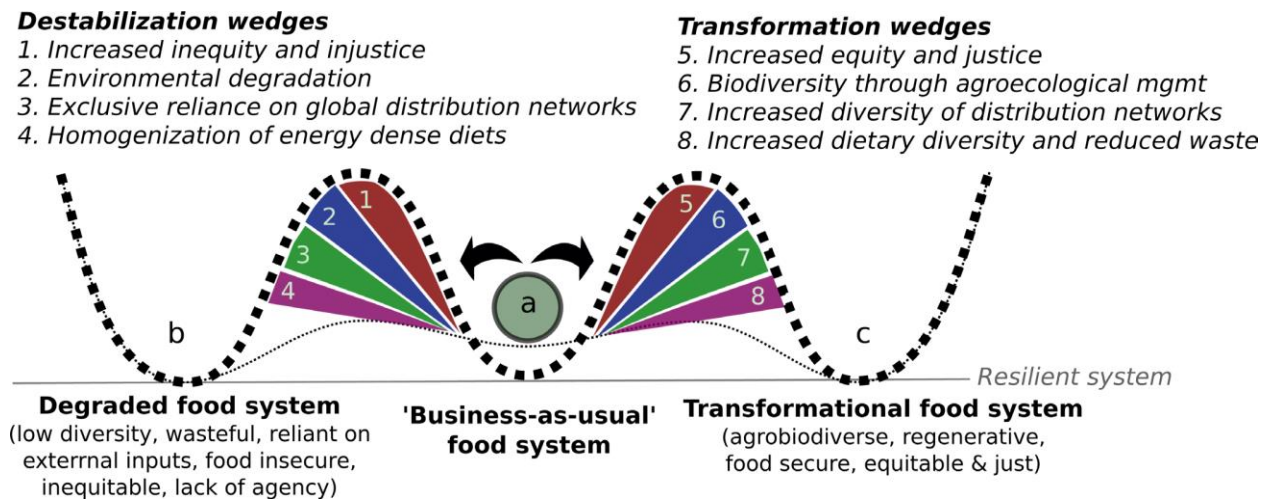 Destabilization wedges
1. Increased inequity and injustice
2. Environmental degradation
3. Exclusive reliance on global distribution networks
4. Homogenization of energy dense diets
Transformation wedges
5. Increased equity and justice
6. Biodiversity through agroecological mgmt
7. Increased diversity of distribution networks
8. Increased dietary diversity and reduced waste
1
2
3
4
5
6
7
8
a
b
c
Resilient system
Degraded food system
(low diversity, wasteful, reliant on
exterrnal inputs, food insecure,
inequitable, lack of agency)
'Business-as-usual'
food system
Transformational food system
(agrobiodiverse, regenerative,
food secure, equitable & just)